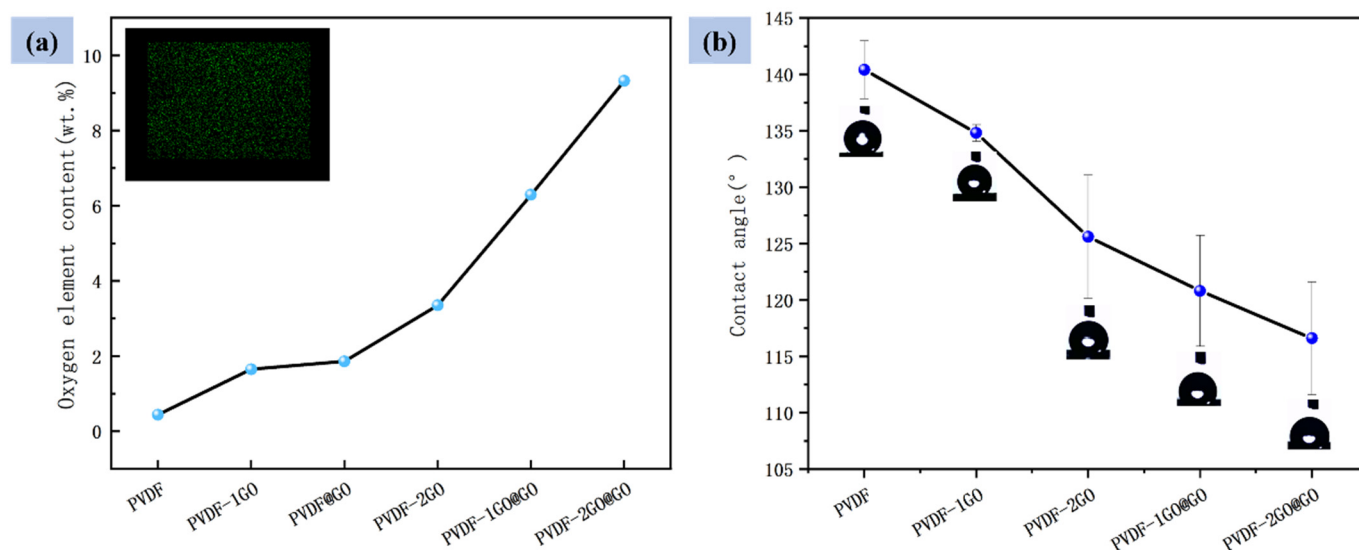 (a)
Oxygen element content(wt.%)
10
8
6
4
2
0
PVDF
PVDF-1GO
PVDF@GO
PVDF-2GO
PVDF-1GO@GO
PVDF-2GO@GO
(b)
Contact angle(°)
145
140
135
130
125
120
115
110
105
PVDF
PVDF-1GO
PVDF-2GO
PVDF-1GO@GO
PVDF-2GO@GO